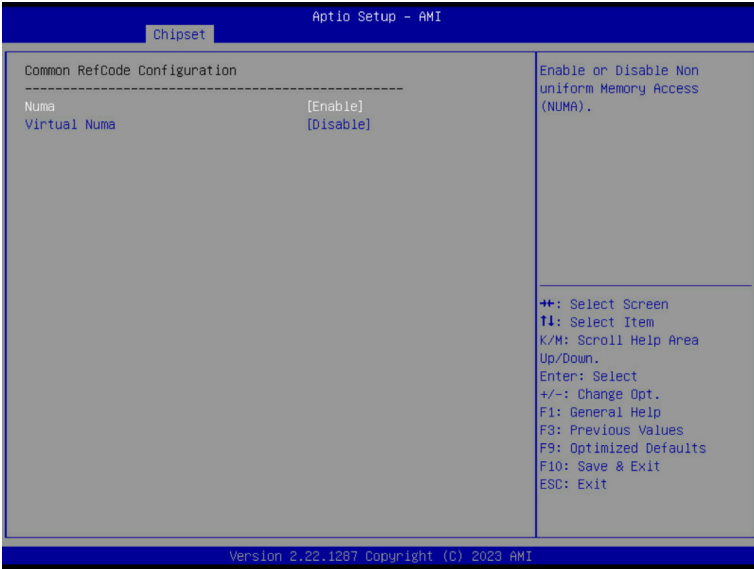 Aptio Setup – AMI
Chipset
Common RefCode Configuration
------------------------------------------------
Numa [Enable]
Virtual Numa [Disable]
Enable or Disable Non
uniform Memory Access
(NUMA).
→←: Select Screen
↑↓: Select Item
K/M: Scroll Help Area
Up/Down.
Enter: Select
+/-: Change Opt.
F1: General Help
F3: Previous Values
F9: Optimized Defaults
F10: Save & Exit
ESC: Exit
Version 2.22.1287 Copyright (C) 2023 AMI